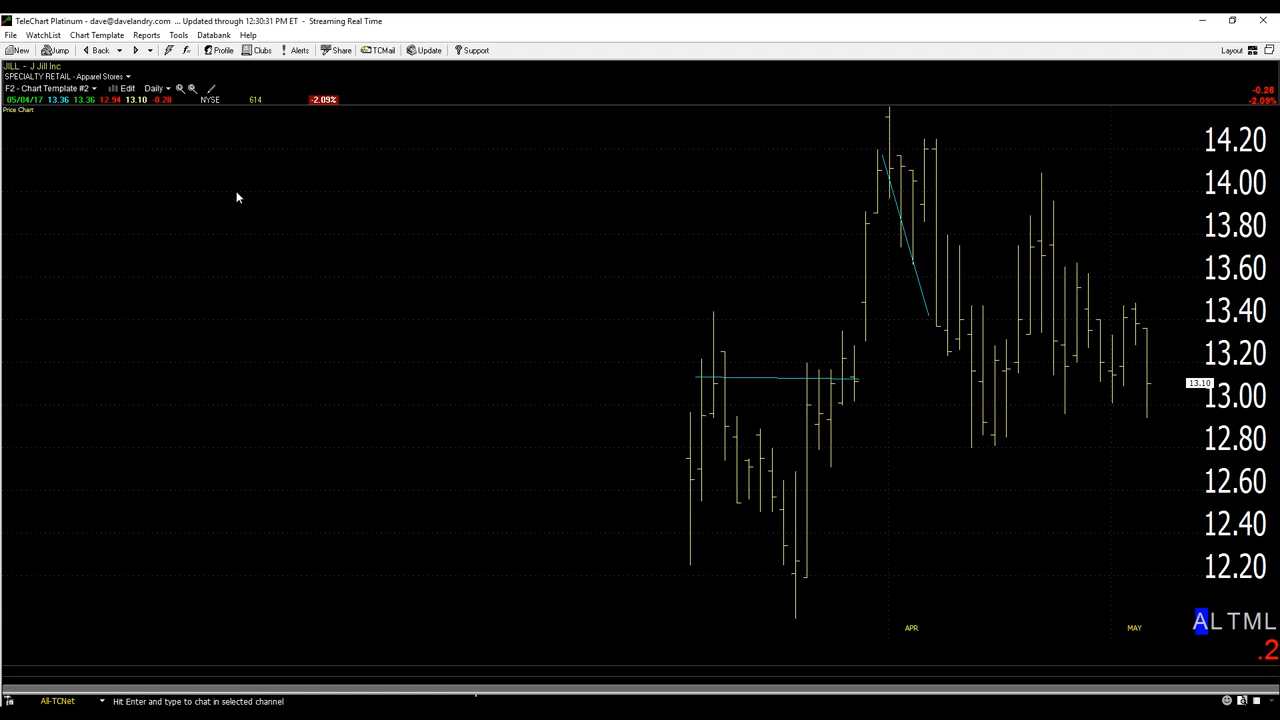 TeleChart Platinum - dave@davelandry.com ... Updated through 12:30:31 PM ET - Streaming Real Time
File WatchList Chart Template Reports Tools Databank Help
New Jump Back Profile Clubs Alerts Share TCMail Update Support Layout
JILL - J Jill Inc
SPECIALTY RETAIL - Apparel Stores
F2 - Chart Template #2 Edit Daily
-0.28
05/04/17 13.36 13.36 12.94 13.10 -0.28 NYSE 614 -2.09% -2.09%
Price Chart
14.20
14.00
13.80
13.60
13.40
13.20
13.10
13.00
12.80
12.60
12.40
12.20
APR MAY ALTML
.2
All-TCNet Hit Enter and type to chat in selected channel